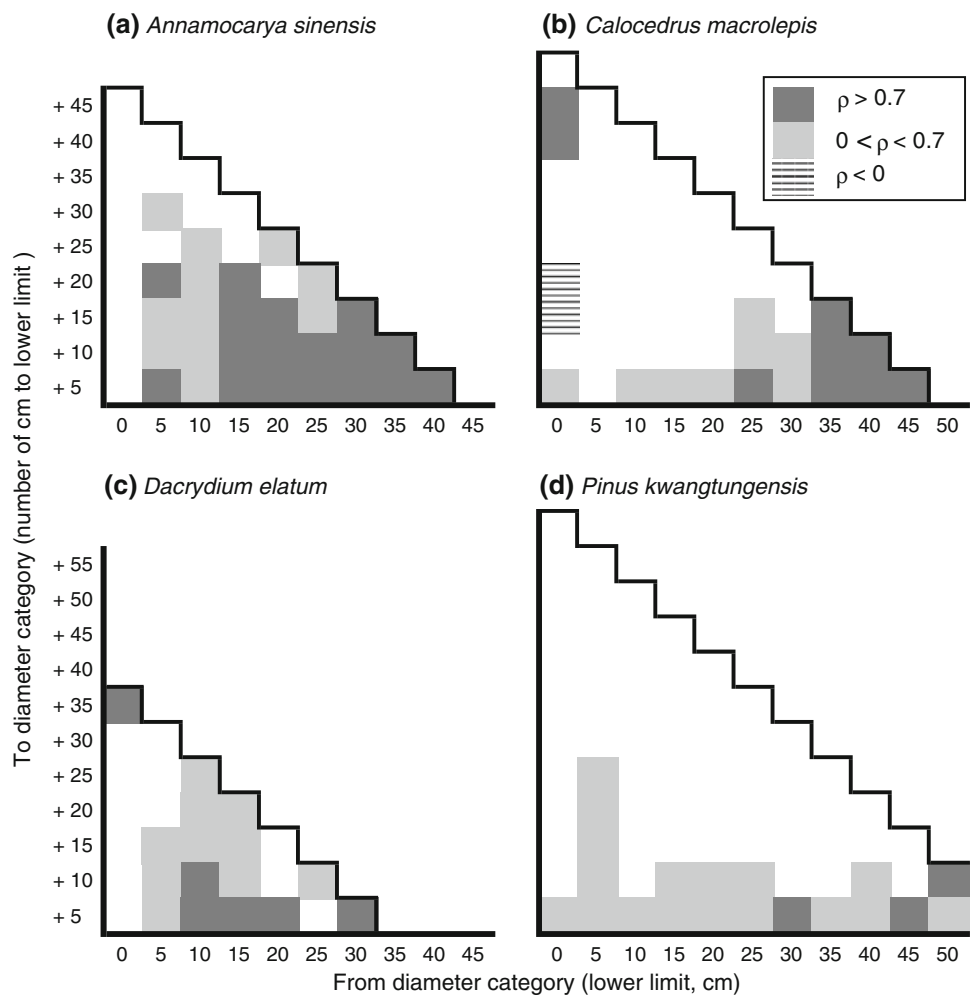 (a) Annamocarya sinensis
(b) Calocedrus macrolepis
ρ > 0.7
0 < ρ < 0.7
ρ < 0
+ 45
+ 40
+ 35
+ 30
+ 25
+ 20
+ 15
+ 10
+ 5
0 5 10 15 20 25 30 35 40 45
0 5 10 15 20 25 30 35 40 45 50
To diameter category (number of cm to lower limit )
(c) Dacrydium elatum
(d) Pinus kwangtungensis
+ 55
+ 50
+ 45
+ 40
+ 35
+ 30
+ 25
+ 20
+ 15
+ 10
+ 5
0 5 10 15 20 25 30 35 40 45
0 5 10 15 20 25 30 35 40 45 50
From diameter category (lower limit, cm)